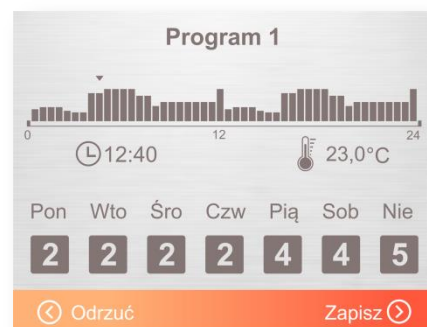 Program 1
0 12 24
12:40 23,0°C
Pon Wto Śro Czw Pią Sob Nie
2 2 2 2 4 4 5
Odrzuć Zapisz